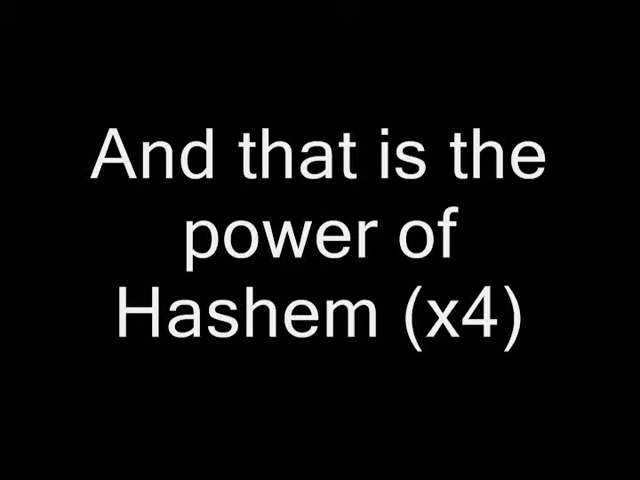 And that is the
power of
Hashem (x4)